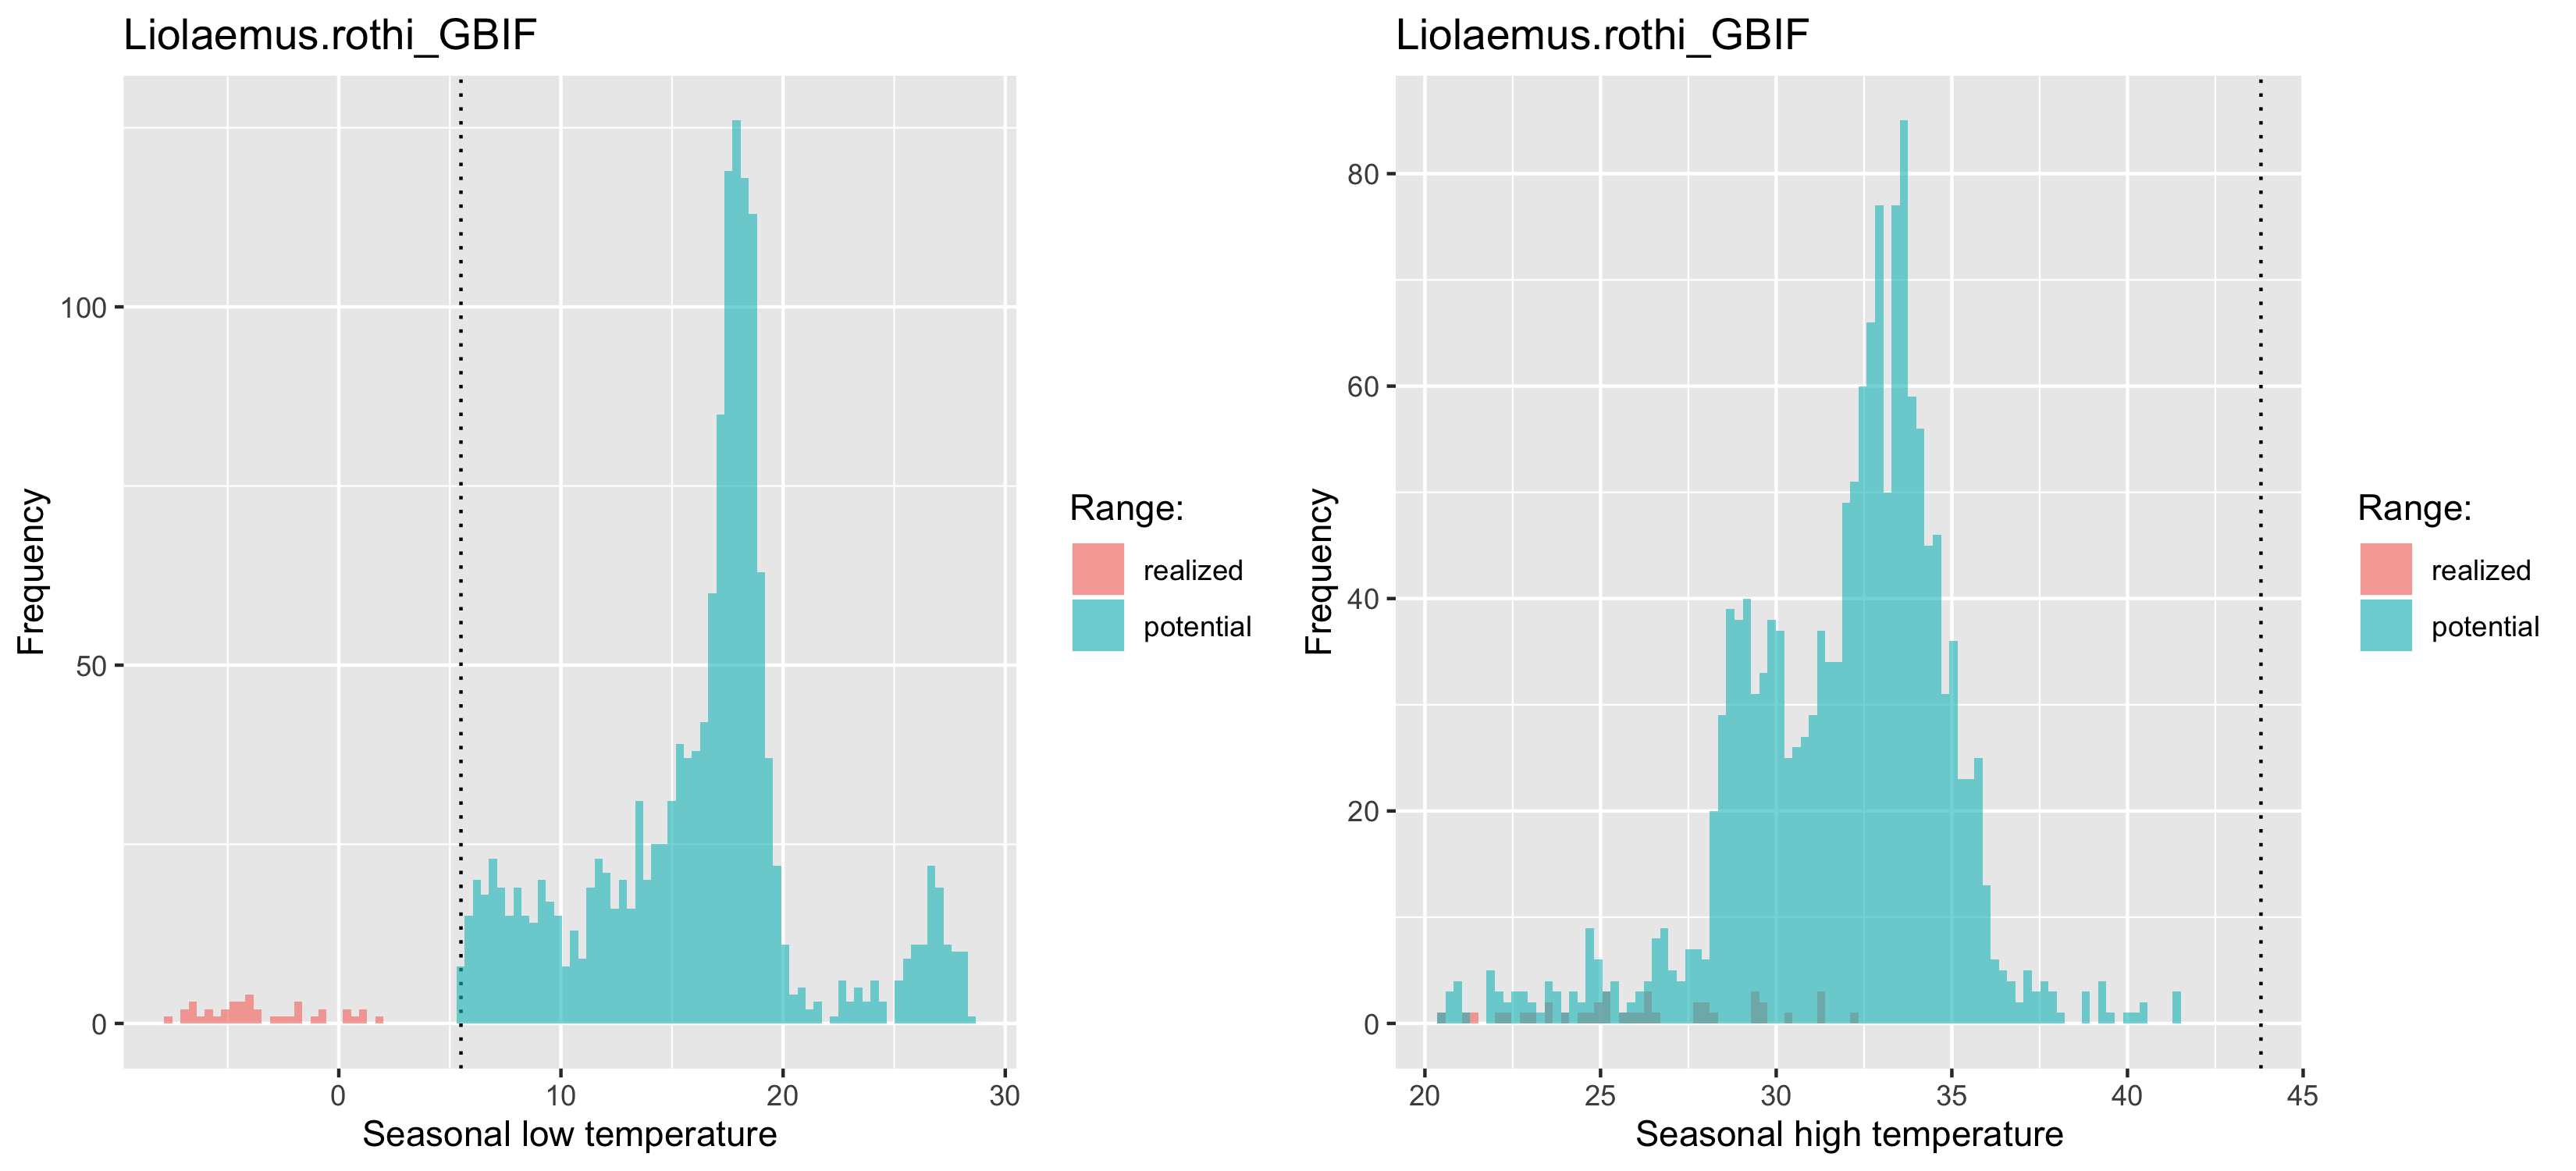 Liolaemus.rothi_GBIF
100
50
0
Frequency
0
10
20
30
Seasonal low temperature
Range:
realized
potential
Liolaemus.rothi_GBIF
80
60
40
20
0
Frequency
20
25
30
35
40
45
Seasonal high temperature
Range:
realized
potential